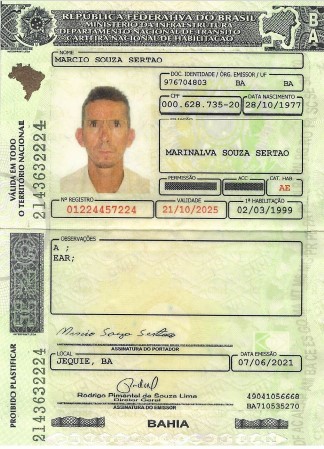 REPÚBLICA FEDERATIVA DO BRASIL
MINISTÉRIO DA INFRAESTRUTURA
DEPARTAMENTO NACIONAL DE TRÂNSITO
CARTEIRA NACIONAL DE HABILITAÇÃO
BA
NOME
MARCIO SOUZA SERTAO
DOC. IDENTIDADE / ÓRG. EMISSOR / UF
976704803 BA BA
CPF
DATA NASCIMENTO
000.628.735-20
28/10/1977
FILIAÇÃO
MARINALVA SOUZA SERTAO
PERMISSÃO
ACC
CAT. HAB.
AE
Nº REGISTRO
VALIDADE
1ª HABILITAÇÃO
01224457224
21/10/2025
02/03/1999
VÁLIDA EM TODO
O TERRITÓRIO NACIONAL
2143632224
OBSERVAÇÕES
A ;
EAR;
Marcio Souza Sertao
ASSINATURA DO PORTADOR
LOCAL
DATA EMISSÃO
JEQUIE, BA
07/06/2021
Rodrigo Pimentel de Souza Lima
Diretor Geral
ASSINATURA DO EMISSOR
49041056668
BA710535270
PROIBIDO PLASTIFICAR
2143632224
BAHIA